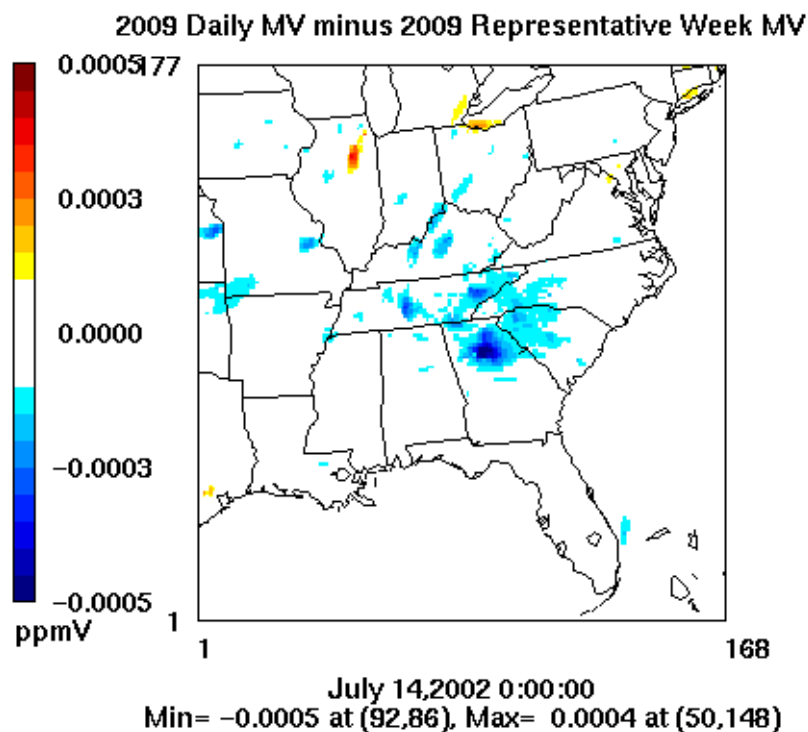 2009 Daily MV minus 2009 Representative Week MV
0.0005
177
0.0003
0.0000
−0.0003
−0.0005
1
ppmV
1
168
July 14,2002 0:00:00
Min= −0.0005 at (92,86), Max=  0.0004 at (50,148)